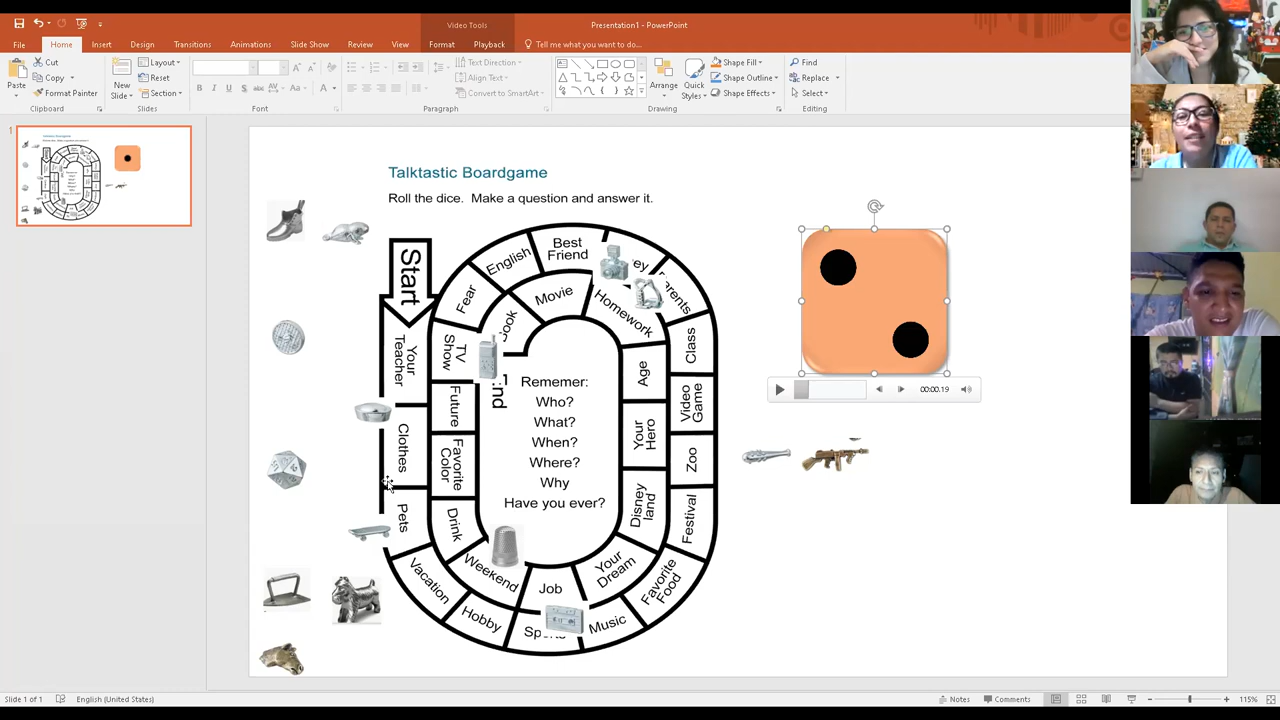 Video Tools
Presentation1 - PowerPoint
File
Home
Insert
Design
Transitions
Animations
Slide Show
Review
View
Format
Playback
Tell me what you want to do...
Paste
Cut
Copy
Format Painter
Clipboard
New
Slide
Layout
Reset
Section
Slides
Font
Text Direction
Align Text
Convert to SmartArt
Paragraph
Arrange
Quick
Styles
Shape Fill
Shape Outline
Shape Effects
Drawing
Find
Replace
Select
Editing
1
Talktastic Boardgame
Roll the dice. Make a question and answer it.
Start
Your
Teacher
Clothes
Pets
Vacation
Hobby
Music
Favorite
Food
Festival
Zoo
Video
Game
Class
Best
Friend
English
Fear
TV
Show
Future
Favorite
Color
Drink
Weekend
Job
Your
Dream
Disney
land
Your
Hero
Age
Homework
Movie
Rememer:
Who?
What?
When?
Where?
Why
Have you ever?
00:00.19
Slide 1 of 1
English (United States)
Notes
Comments
115%